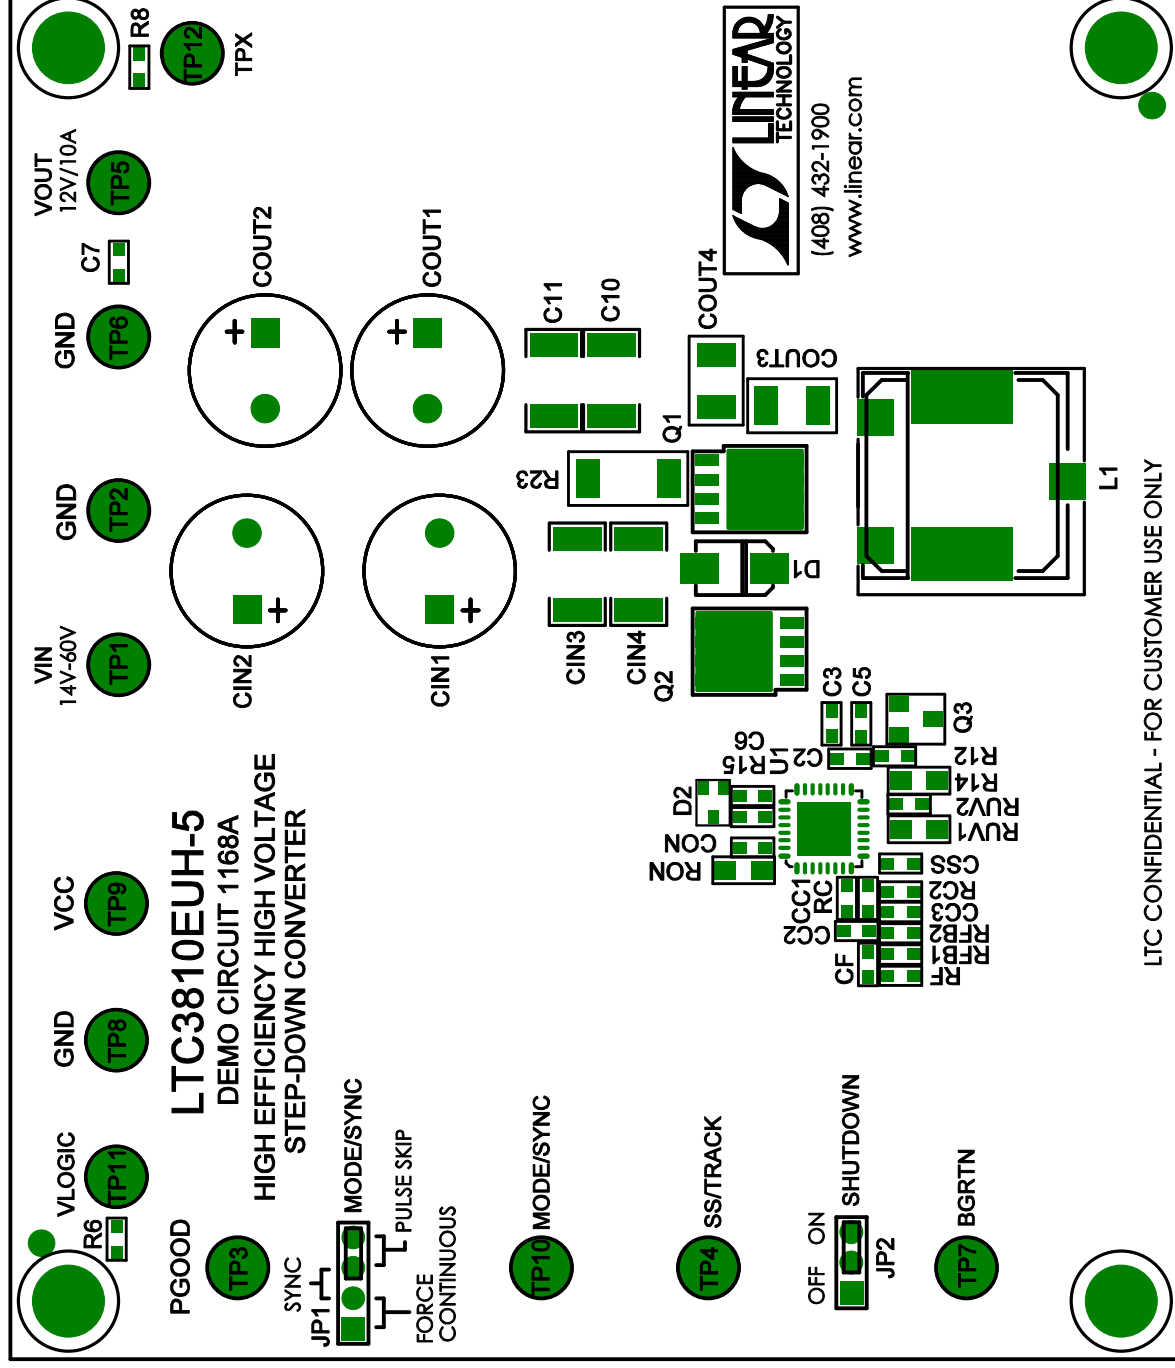 VLOGIC
TP11
R6
GND
TP8
VCC
TP9
VIN
14V-60V
TP1
GND
TP2
GND
TP6
C7
VOUT
12V/10A
TP5
R8
TP12
TPX
LTC3810EUH-5
DEMO CIRCUIT 1168A
HIGH EFFICIENCY HIGH VOLTAGE
STEP-DOWN CONVERTER
PGOOD
TP3
SYNC
JP1
MODE/SYNC
FORCE
CONTINUOUS
PULSE SKIP
CIN2
CIN1
COUT2
COUT1
TP10
MODE/SYNC
CIN3
CIN4
C11
C10
R23
Q2
Q1
D1
COUT4
COUT3
LINEAR
TECHNOLOGY
(408) 432-1900
www.linear.com
TP4
SS/TRACK
RON
CON
D2
R15
C6
U1
C2
C3
C5
CC1
RC
CC2
CF
RF
RFB1
RFB2
CC3
RC2
CSS
RUV1
RUV2
R14
R12
Q3
L1
OFF ON
JP2
SHUTDOWN
TP7
BGRTN
LTC CONFIDENTIAL - FOR CUSTOMER USE ONLY